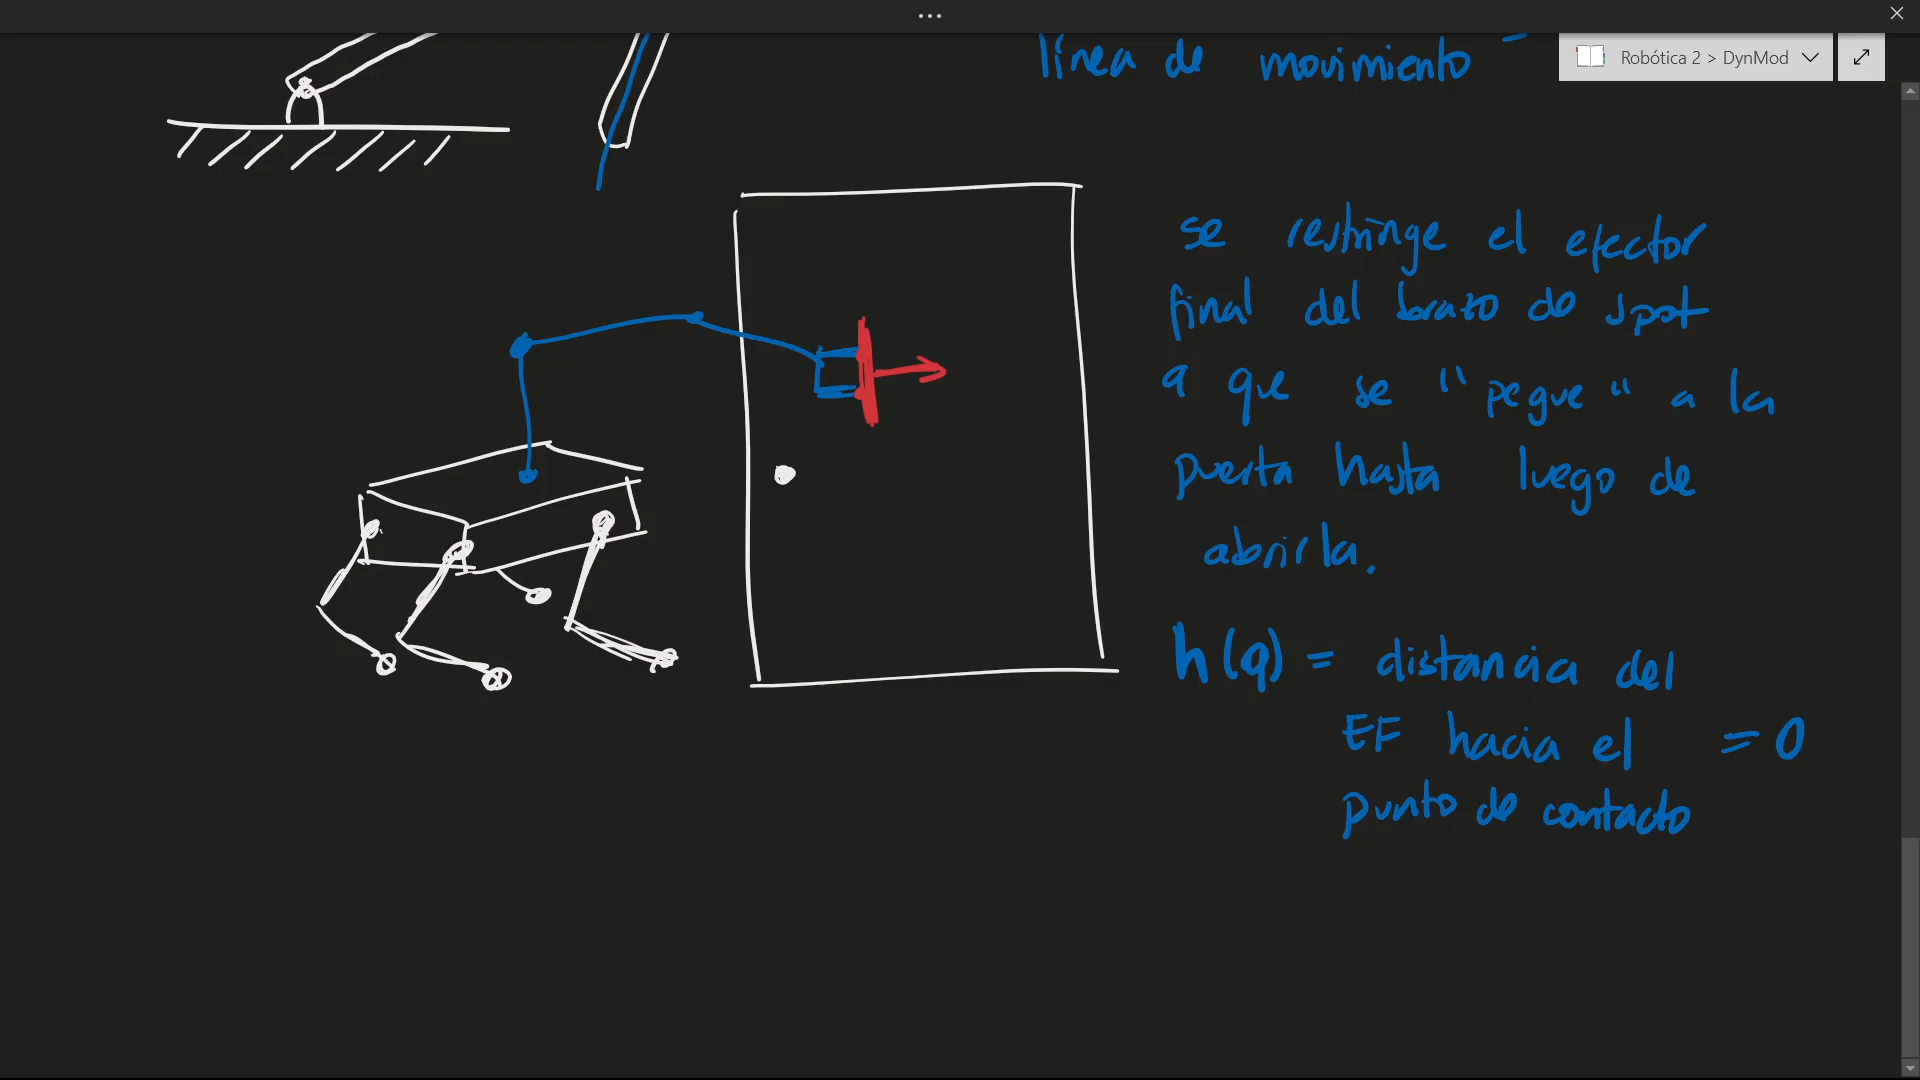 línea de movimiento =
Robótica 2 > DynMod
se restringe el efector
final del brazo de spot
a que se "pegue" a la
puerta hasta luego de
abrirla.
h(q) = distancia del
EF hacia el = 0
punto de contacto